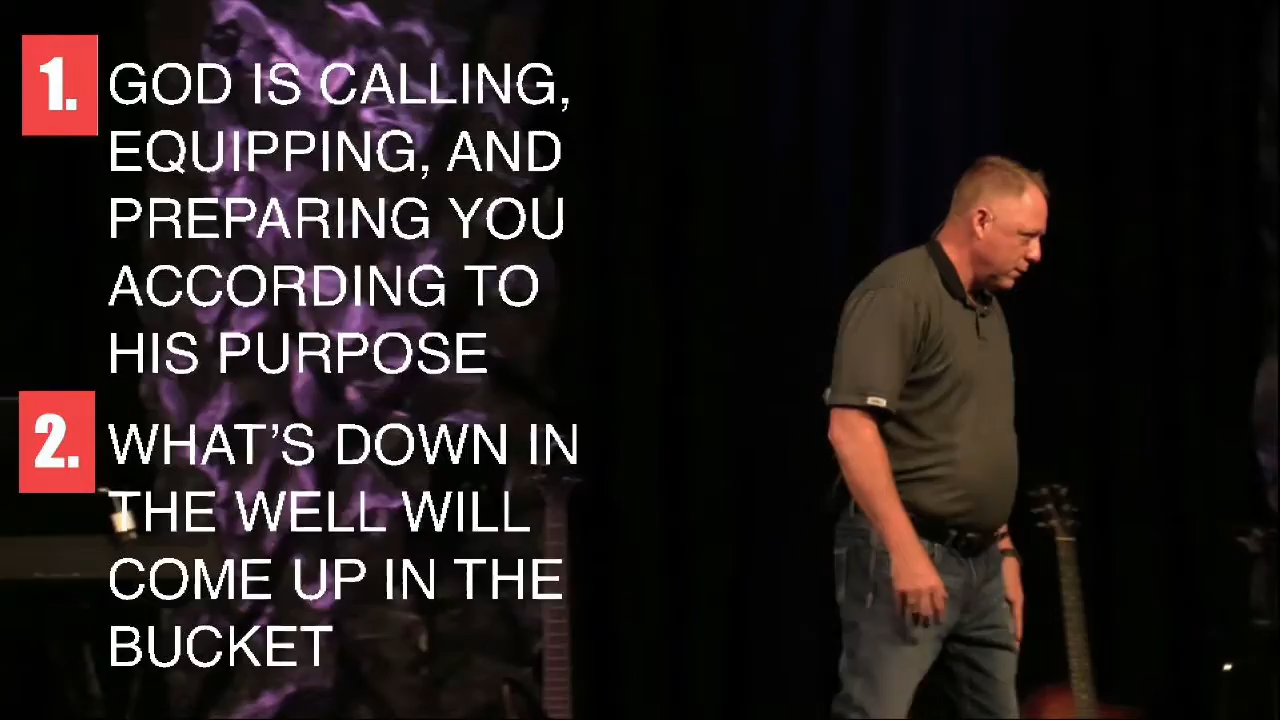 1. GOD IS CALLING,
EQUIPPING, AND
PREPARING YOU
ACCORDING TO
HIS PURPOSE
2. WHAT'S DOWN IN
THE WELL WILL
COME UP IN THE
BUCKET